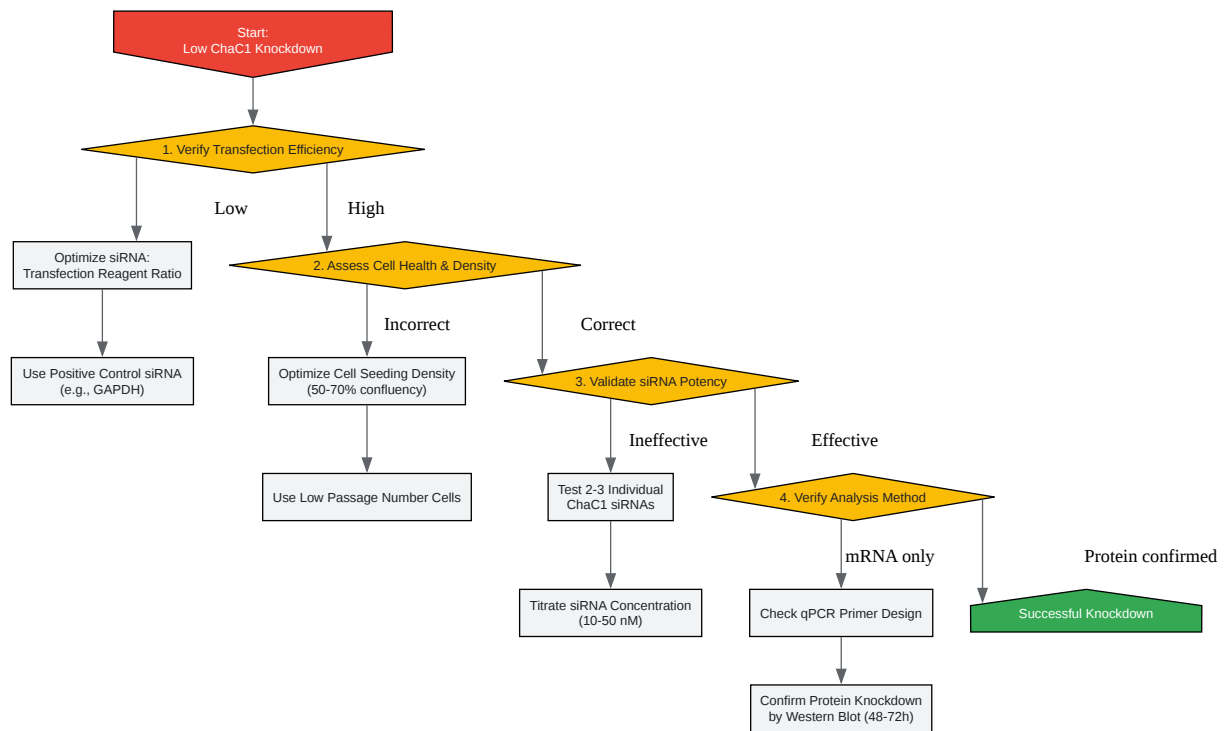 Start:
Low ChaC1 Knockdown
1. Verify Transfection Efficiency
Low
High
Optimize siRNA:
Transfection Reagent Ratio
2. Assess Cell Health & Density
Incorrect
Correct
Use Positive Control siRNA
(e.g., GAPDH)
Optimize Cell Seeding Density
(50-70% confluency)
3. Validate siRNA Potency
Ineffective
Effective
Use Low Passage Number Cells
Test 2-3 Individual
ChaC1 siRNAs
4. Verify Analysis Method
mRNA only
Protein confirmed
Titrate siRNA Concentration
(10-50 nM)
Check qPCR Primer Design
Successful Knockdown
Confirm Protein Knockdown
by Western Blot (48-72h)